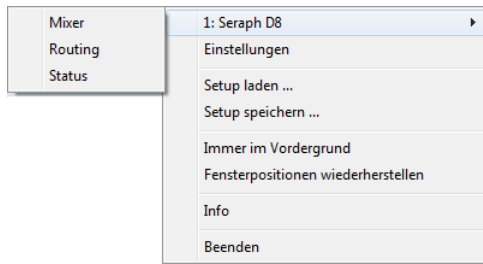 Mixer
Routing
Status
1: Seraph D8
Einstellungen
Setup laden ...
Setup speichern ...
Immer im Vordergrund
Fensterpositionen wiederherstellen
Info
Beenden